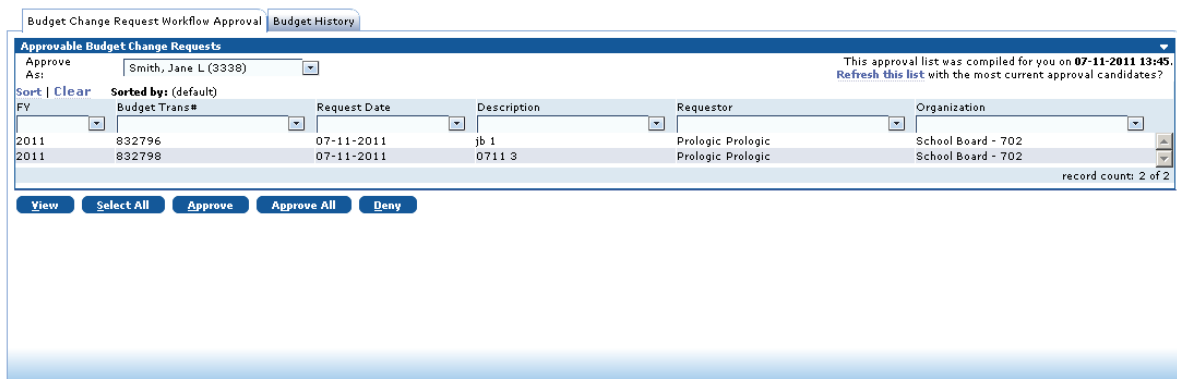 Budget Change Request Workflow Approval Budget History
Approvable Budget Change Requests
Approve As: Smith, Jane L (3338)
This approval list was compiled for you on 07-11-2011 13:45.
Refresh this list with the most current approval candidates?
Sort | Clear Sorted by: (default)
FY Budget Trans# Request Date Description Requestor Organization
2011 832796 07-11-2011 jb 1 Prologic Prologic School Board - 702
2011 832798 07-11-2011 0711 3 Prologic Prologic School Board - 702
record count: 2 of 2
View Select All Approve Approve All Deny